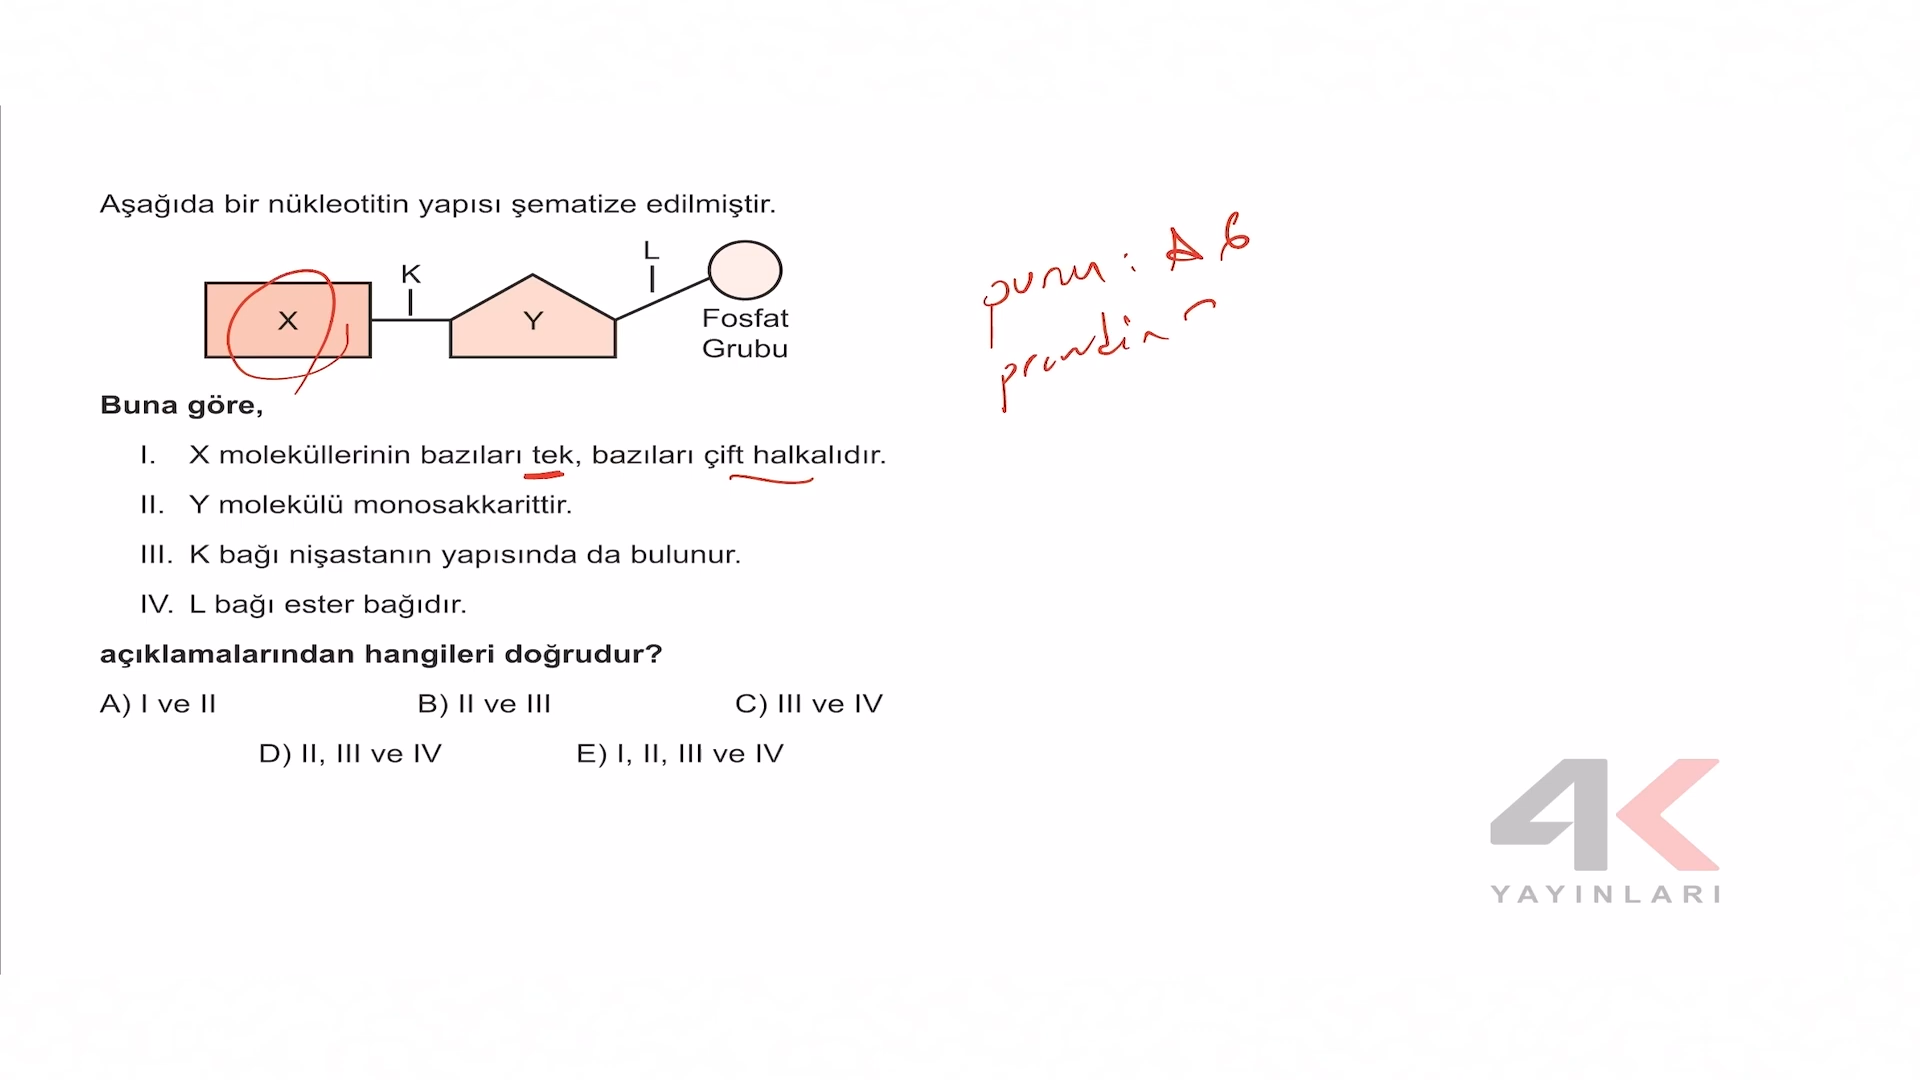 Aşağıda bir nükleotitin yapısı şematize edilmiştir.
X
K
Y
L
Fosfat
Grubu
pürin : A G
Buna göre,
I. X moleküllerinin bazıları tek, bazıları çift halkalıdır.
II. Y molekülü monosakkarittir.
III. K bağı nişastanın yapısında da bulunur.
IV. L bağı ester bağıdır.
açıklamalarından hangileri doğrudur?
A) I ve II B) II ve III C) III ve IV
D) II, III ve IV E) I, II, III ve IV
4K
YAYINLARI